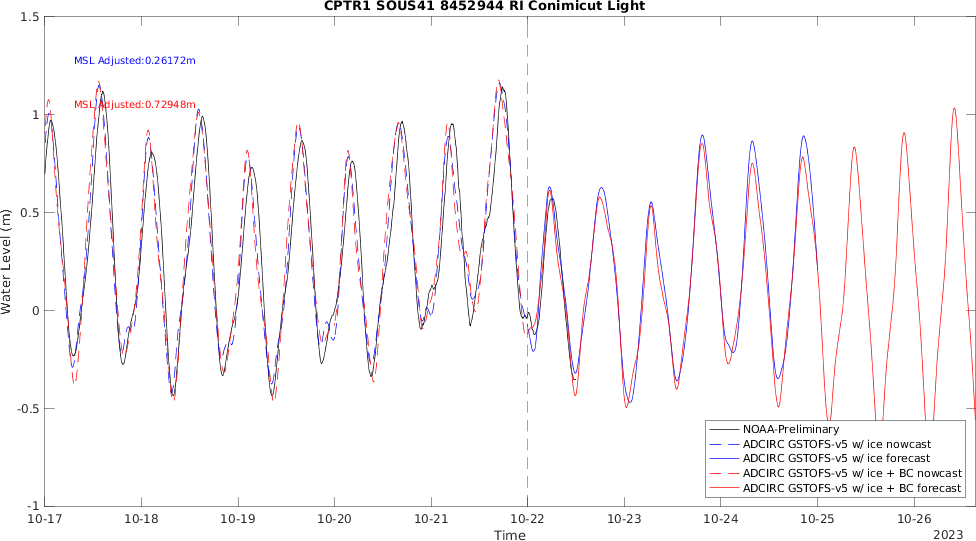 CPTR1 SOUS41 8452944 RI Conimicut Light
1.5
MSL Adjusted:0.26172m
MSL Adjusted:0.72948m
1
0.5
0
-0.5
-1
Water Level (m)
NOAA-Preliminary
ADCIRC GSTOFS-v5 w/ ice nowcast
ADCIRC GSTOFS-v5 w/ ice forecast
ADCIRC GSTOFS-v5 w/ ice + BC nowcast
ADCIRC GSTOFS-v5 w/ ice + BC forecast
10-17 10-18 10-19 10-20 10-21 10-22 10-23 10-24 10-25 10-26
Time
2023